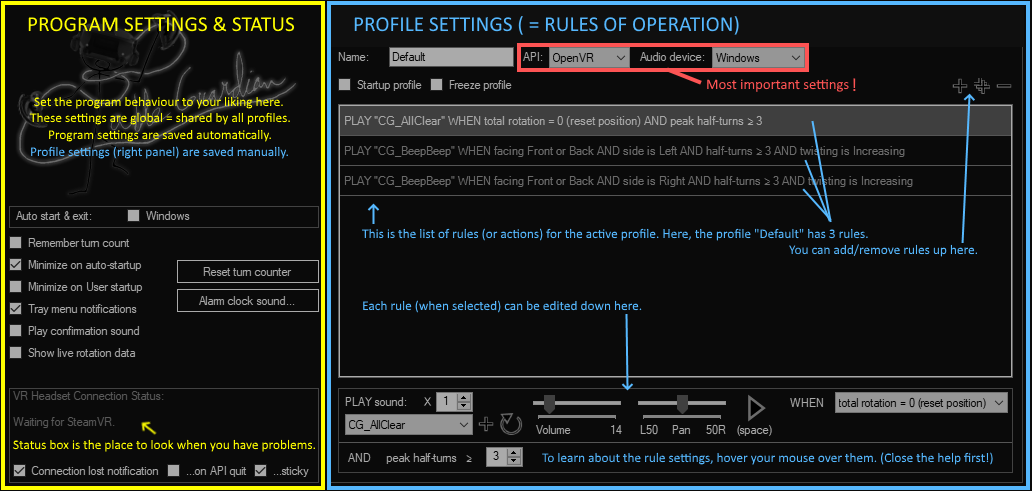 PROGRAM SETTINGS & STATUS
Cable Guardian
Set the program behaviour to your liking here.
These settings are global = shared by all profiles.
Program settings are saved automatically.
Profile settings (right panel) are saved manually.
Auto start & exit: Windows
Remember turn count
Minimize on auto-startup
Minimize on User startup
Tray menu notifications
Play confirmation sound
Show live rotation data
Reset turn counter
Alarm clock sound...
VR Headset Connection Status:
Waiting for SteamVR.
Status box is the place to look when you have problems.
Connection lost notification ...on API quit ...sticky
PROFILE SETTINGS ( = RULES OF OPERATION)
Name: Default API: OpenVR Audio device: Windows
Startup profile Freeze profile Most important settings !
PLAY "CG_AllClear" WHEN total rotation = 0 (reset position) AND peak half-turns ≥ 3
PLAY "CG_BeepBeep" WHEN facing Front or Back AND side is Left AND half-turns ≥ 3 AND twisting is Increasing
PLAY "CG_BeepBeep" WHEN facing Front or Back AND side is Right AND half-turns ≥ 3 AND twisting is Increasing
This is the list of rules (or actions) for the active profile. Here, the profile "Default" has 3 rules.
You can add/remove rules up here.
Each rule (when selected) can be edited down here.
PLAY sound: X 1
CG_AllClear
Volume 14 L50 Pan 50R (space)
WHEN total rotation = 0 (reset position)
AND peak half-turns ≥ 3 To learn about the rule settings, hover your mouse over them. (Close the help first!)